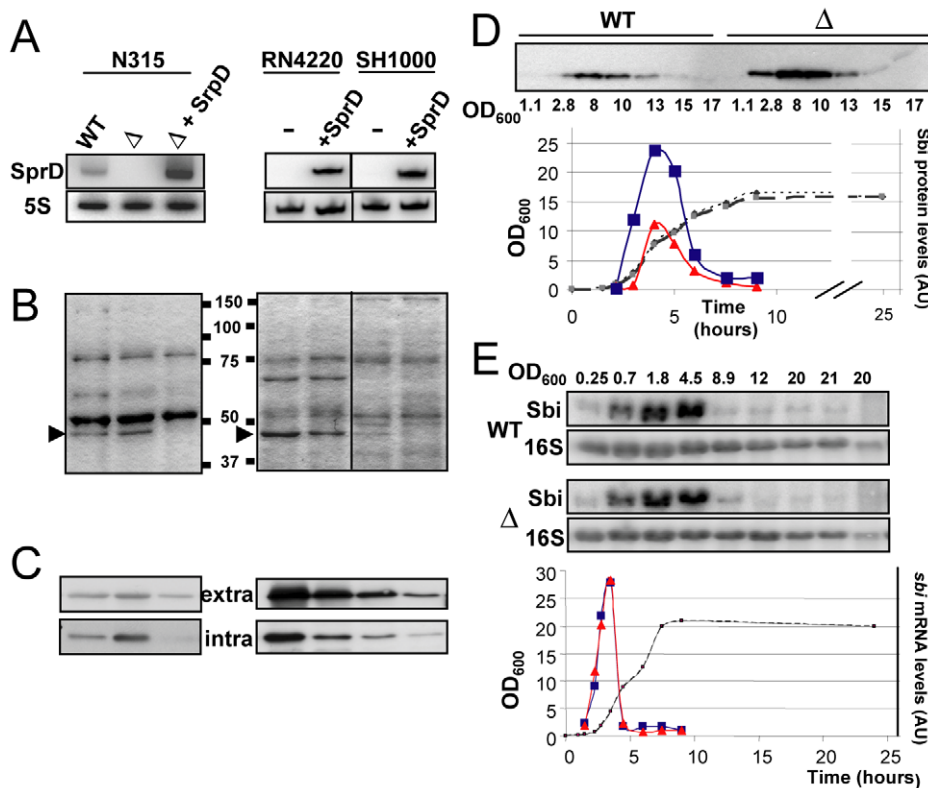 A
N315
RN4220 SH1000
WT Δ Δ + SrpD
- +SprD - +SprD
SprD
5S
B
150
100
75
50
37
C
extra
intra
D
WT Δ
1.1 2.8 8 10 13 15 17 1.1 2.8 8 10 13 15 17
OD600
25
20
15
10
5
0
OD600
Sbi protein levels (AU)
0 5 10 25
Time
(hours)
E
OD600 0.25 0.7 1.8 4.5 8.9 12 20 21 20
WT
Sbi
16S
Δ
Sbi
16S
30
25
20
15
10
5
0
OD600
sbi mRNA levels (AU)
0 5 10 15 20 25
Time (hours)